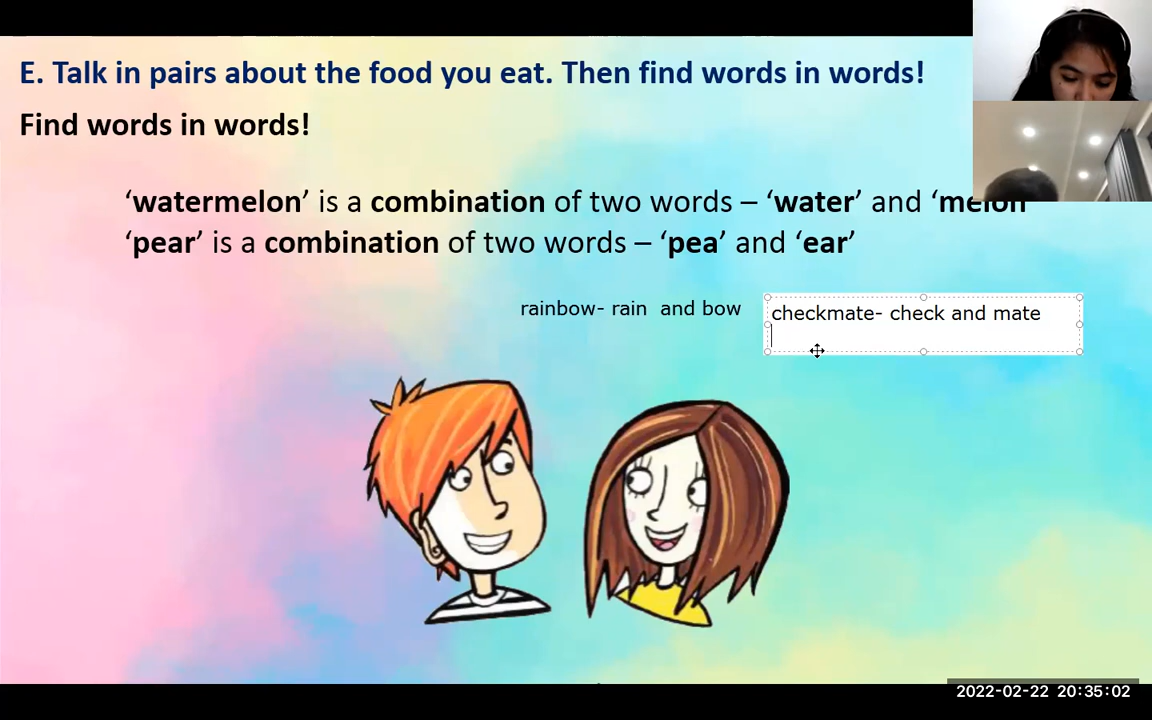 E. Talk in pairs about the food you eat. Then find words in words!
Find words in words!
‘watermelon’ is a combination of two words – ‘water’ and ‘melon’
‘pear’ is a combination of two words – ‘pea’ and ‘ear’
rainbow- rain  and bow
checkmate- check and mate
2022-02-22 20:35:02